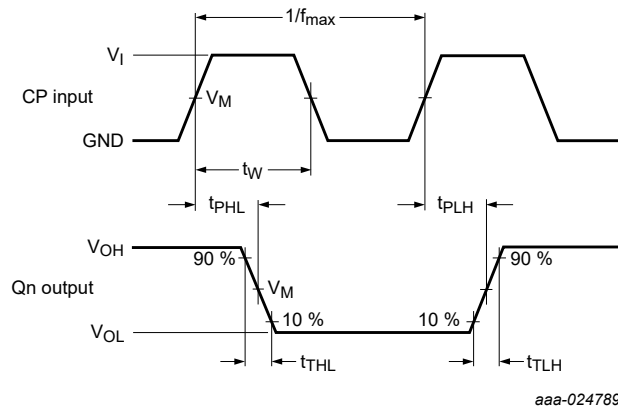 1/fmax
VI
CP input
VM
GND
tW
tPHL
tPLH
VOH
90 %
90 %
Qn output
VM
VOL
10 %
10 %
tTHL
tTLH
aaa-024789